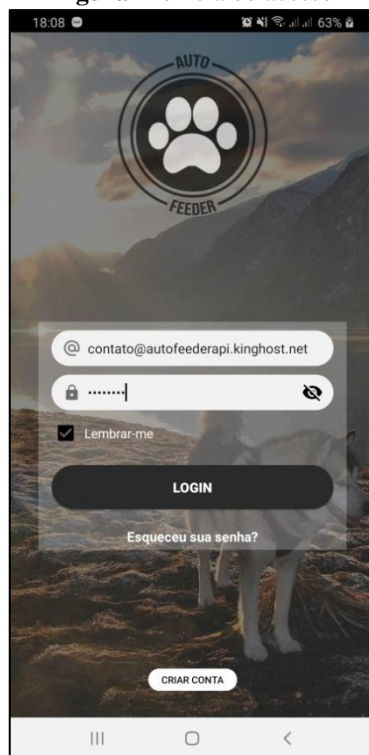 18:08 63%
AUTO
FEEDER
contato@autofeederapi.kinghost.net
Lembrar-me
LOGIN
Esqueceu sua senha?
CRIAR CONTA